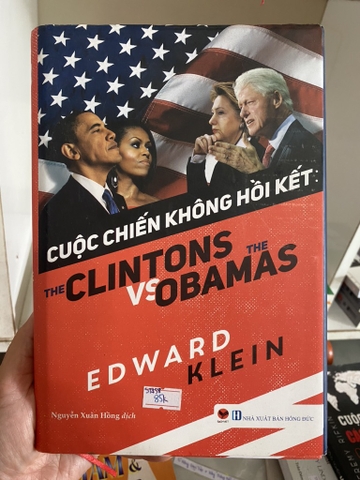 CUỘC CHIẾN KHÔNG HỒI KẾT
THE CLINTONS
VS THE OBAMAS
EDWARD
KLEIN
85k
Nguyễn Xuân Hồng dịch
NHÀ XUẤT BẢN HỒNG ĐỨC